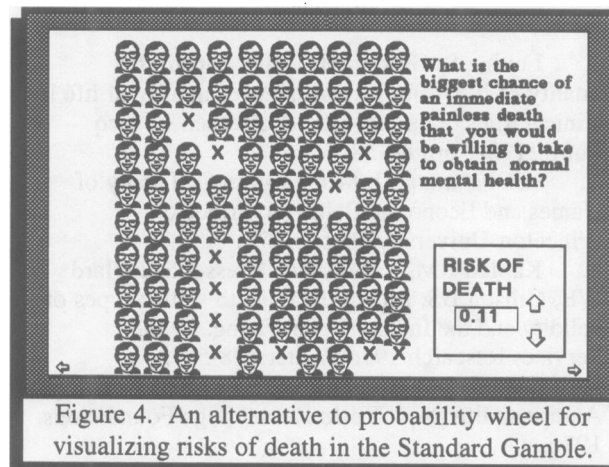 What is the
biggest chance of
an immediate
painless death
that you would
be willing to take
to obtain normal
mental health?
RISK OF
DEATH
0.11
Figure 4. An alternative to probability wheel for
visualizing risks of death in the Standard Gamble.